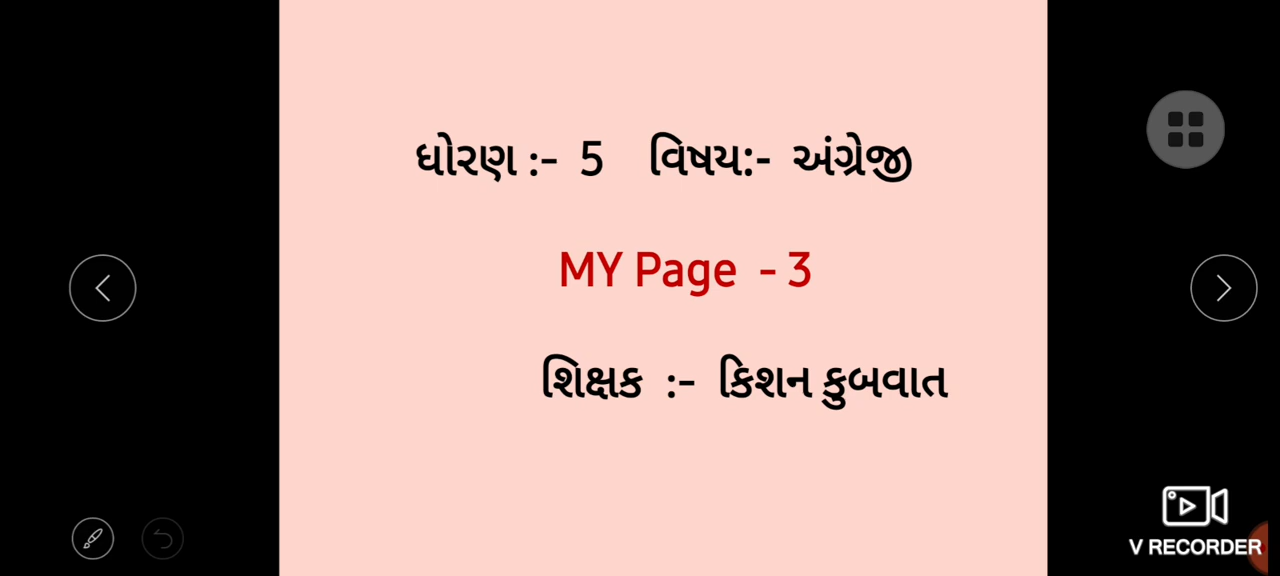 ધોરણ :- 5 વિષય:- અંગ્રેજી
MY Page - 3
શિક્ષક :- કિશન કુબવાત
V RECORDER